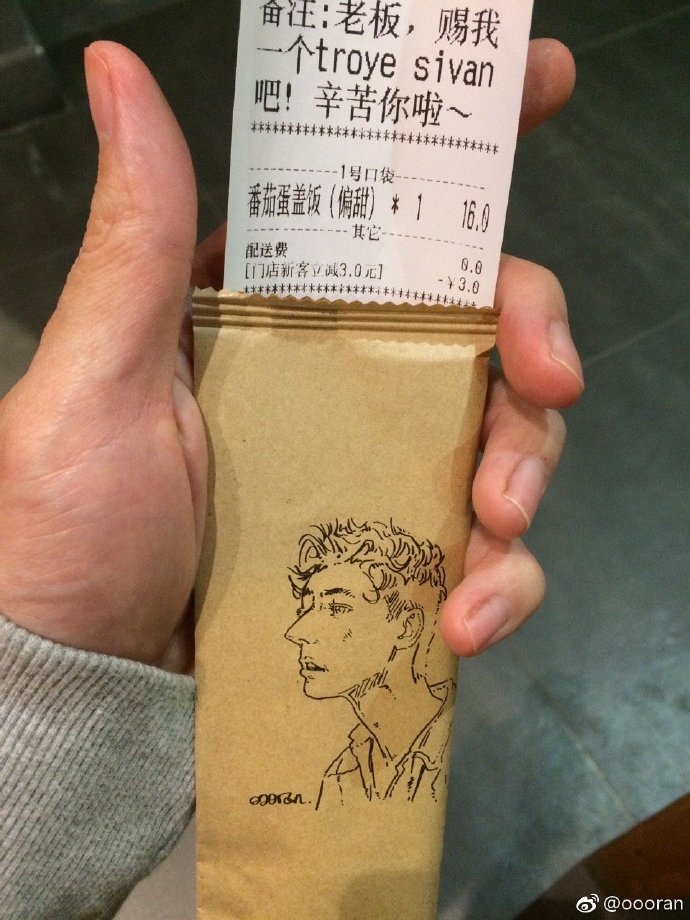 备注:老板，赐我
一个troye sivan
吧！辛苦你啦～
********************************
--------------1号口袋--------------
番茄蛋盖饭（偏甜） * 1 16.0
--------------其它--------------
配送费 0.0
[门店新客立减3.0元] -￥3.0
********************************
oooran.
@oooran